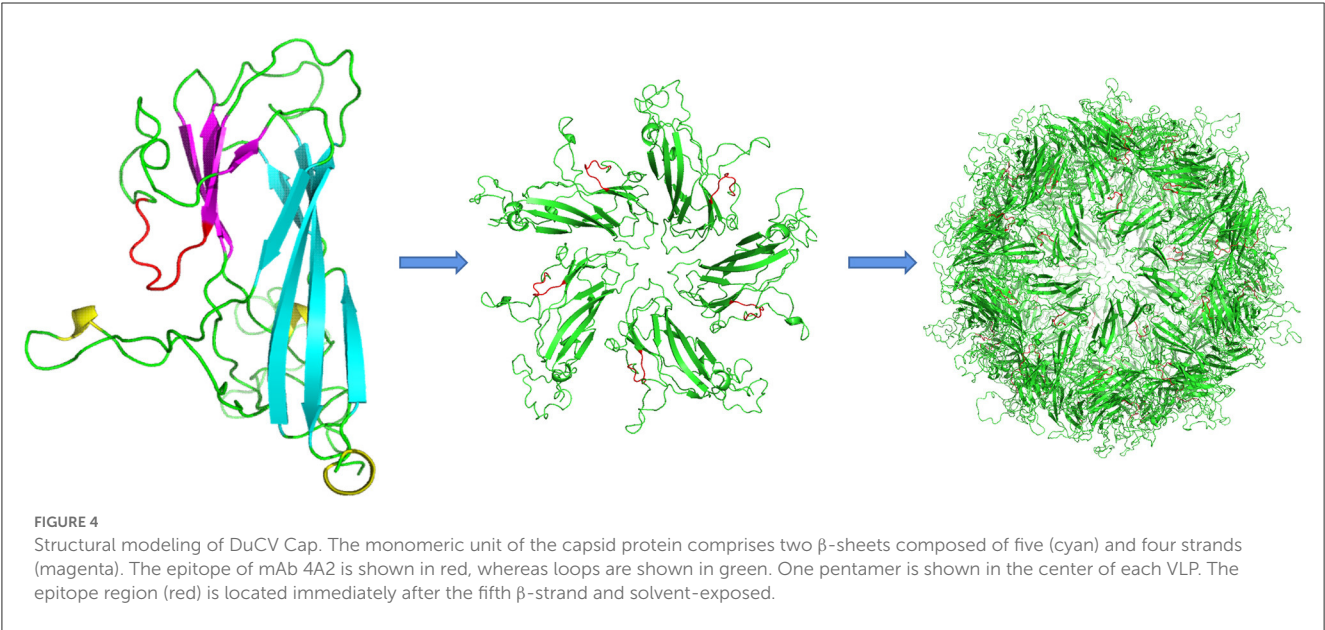 FIGURE 4
Structural modeling of DuCV Cap. The monomeric unit of the capsid protein comprises two β-sheets composed of five (cyan) and four strands
(magenta). The epitope of mAb 4A2 is shown in red, whereas loops are shown in green. One pentamer is shown in the center of each VLP. The
epitope region (red) is located immediately after the fifth β-strand and solvent-exposed.